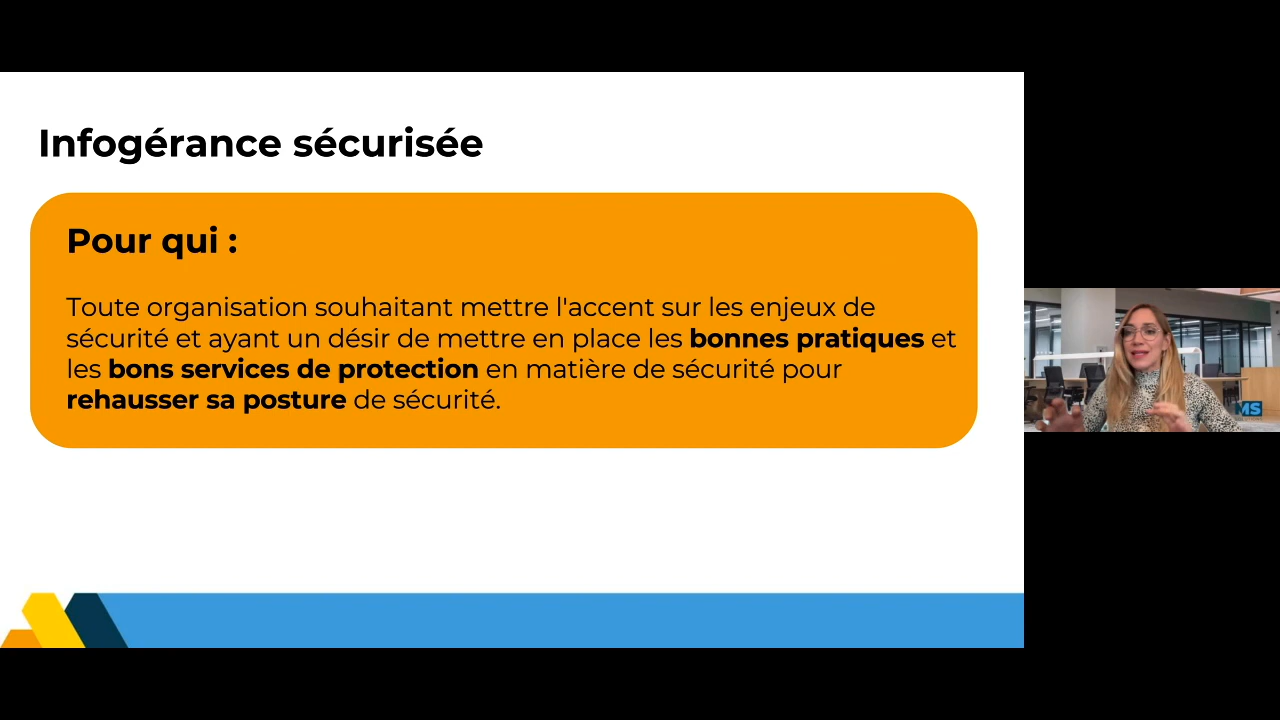 Infogérance sécurisée
Pour qui :
Toute organisation souhaitant mettre l'accent sur les enjeux de
sécurité et ayant un désir de mettre en place les bonnes pratiques et
les bons services de protection en matière de sécurité pour
rehausser sa posture de sécurité.
MS